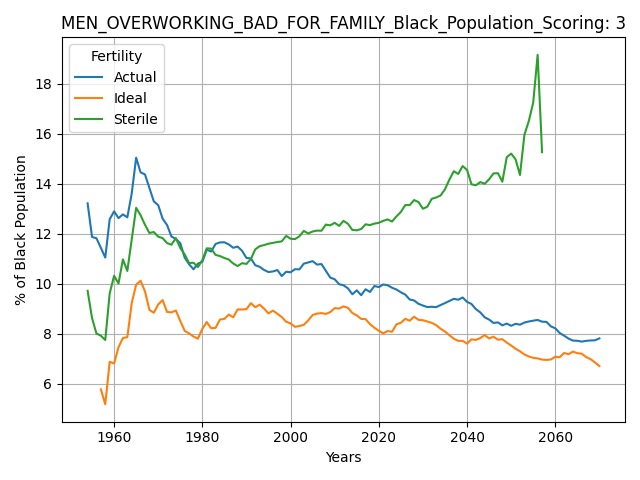 MEN_OVERWORKING_BAD_FOR_FAMILY_Black_Population_Scoring: 3
Fertility
Actual
Ideal
Sterile
% of Black Population
18
16
14
12
10
8
6
1960 1980 2000 2020 2040 2060
Years